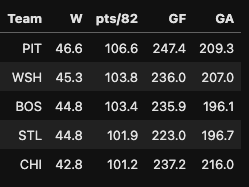 Team W pts/82 GF GA
PIT 46.6 106.6 247.4 209.3
WSH 45.3 103.8 236.0 207.0
BOS 44.8 103.4 235.9 196.1
STL 44.8 101.9 223.0 196.7
CHI 42.8 101.2 237.2 216.0